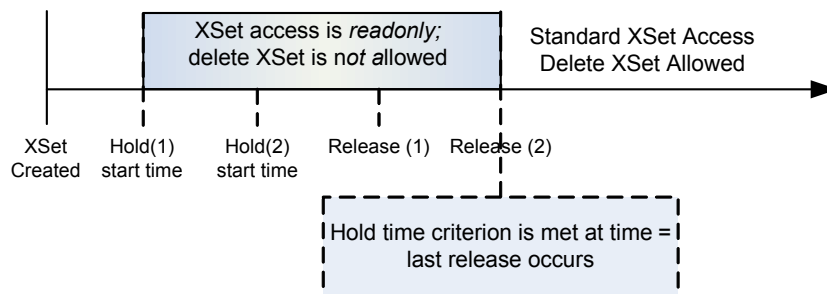 XSet access is readonly;
delete XSet is not allowed
Standard XSet Access
Delete XSet Allowed
XSet
Created
Hold(1)
start time
Hold(2)
start time
Release (1)
Release (2)
Hold time criterion is met at time =
last release occurs